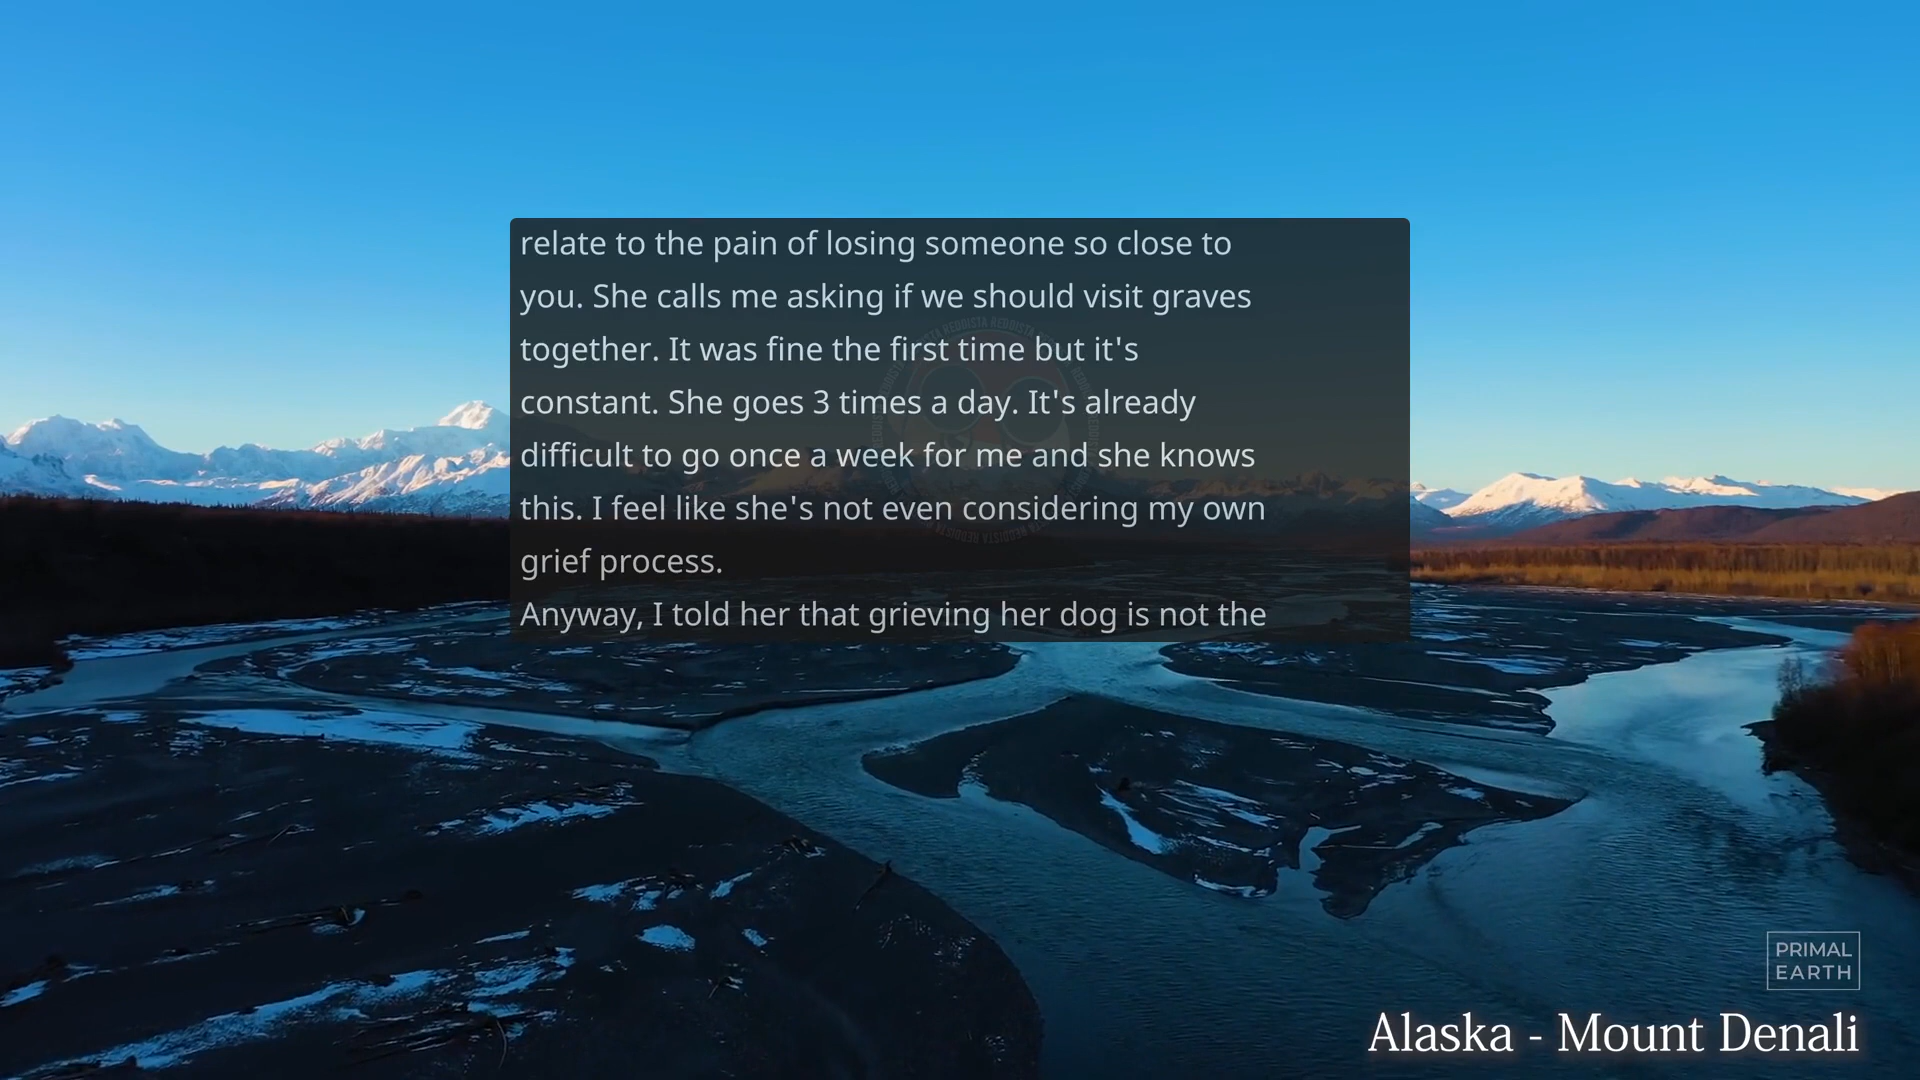 relate to the pain of losing someone so close to
you. She calls me asking if we should visit graves
together. It was fine the first time but it's
constant. She goes 3 times a day. It's already
difficult to go once a week for me and she knows
this. I feel like she's not even considering my own
grief process.
Anyway, I told her that grieving her dog is not the
REDDISTA REDDISTA REDDISTA
PRIMAL
EARTH
Alaska - Mount Denali